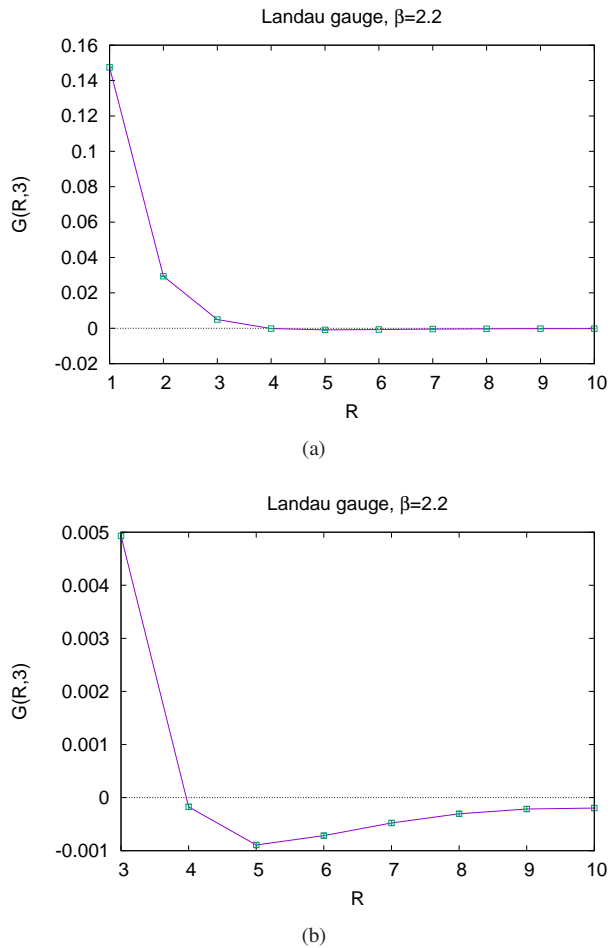 Landau gauge, β=2.2
0.16
0.14
0.12
0.1
0.08
0.06
0.04
0.02
0
-0.02
G(R,3)
1 2 3 4 5 6 7 8 9 10
R
(a)
Landau gauge, β=2.2
0.005
0.004
0.003
0.002
0.001
0
-0.001
G(R,3)
3 4 5 6 7 8 9 10
R
(b)